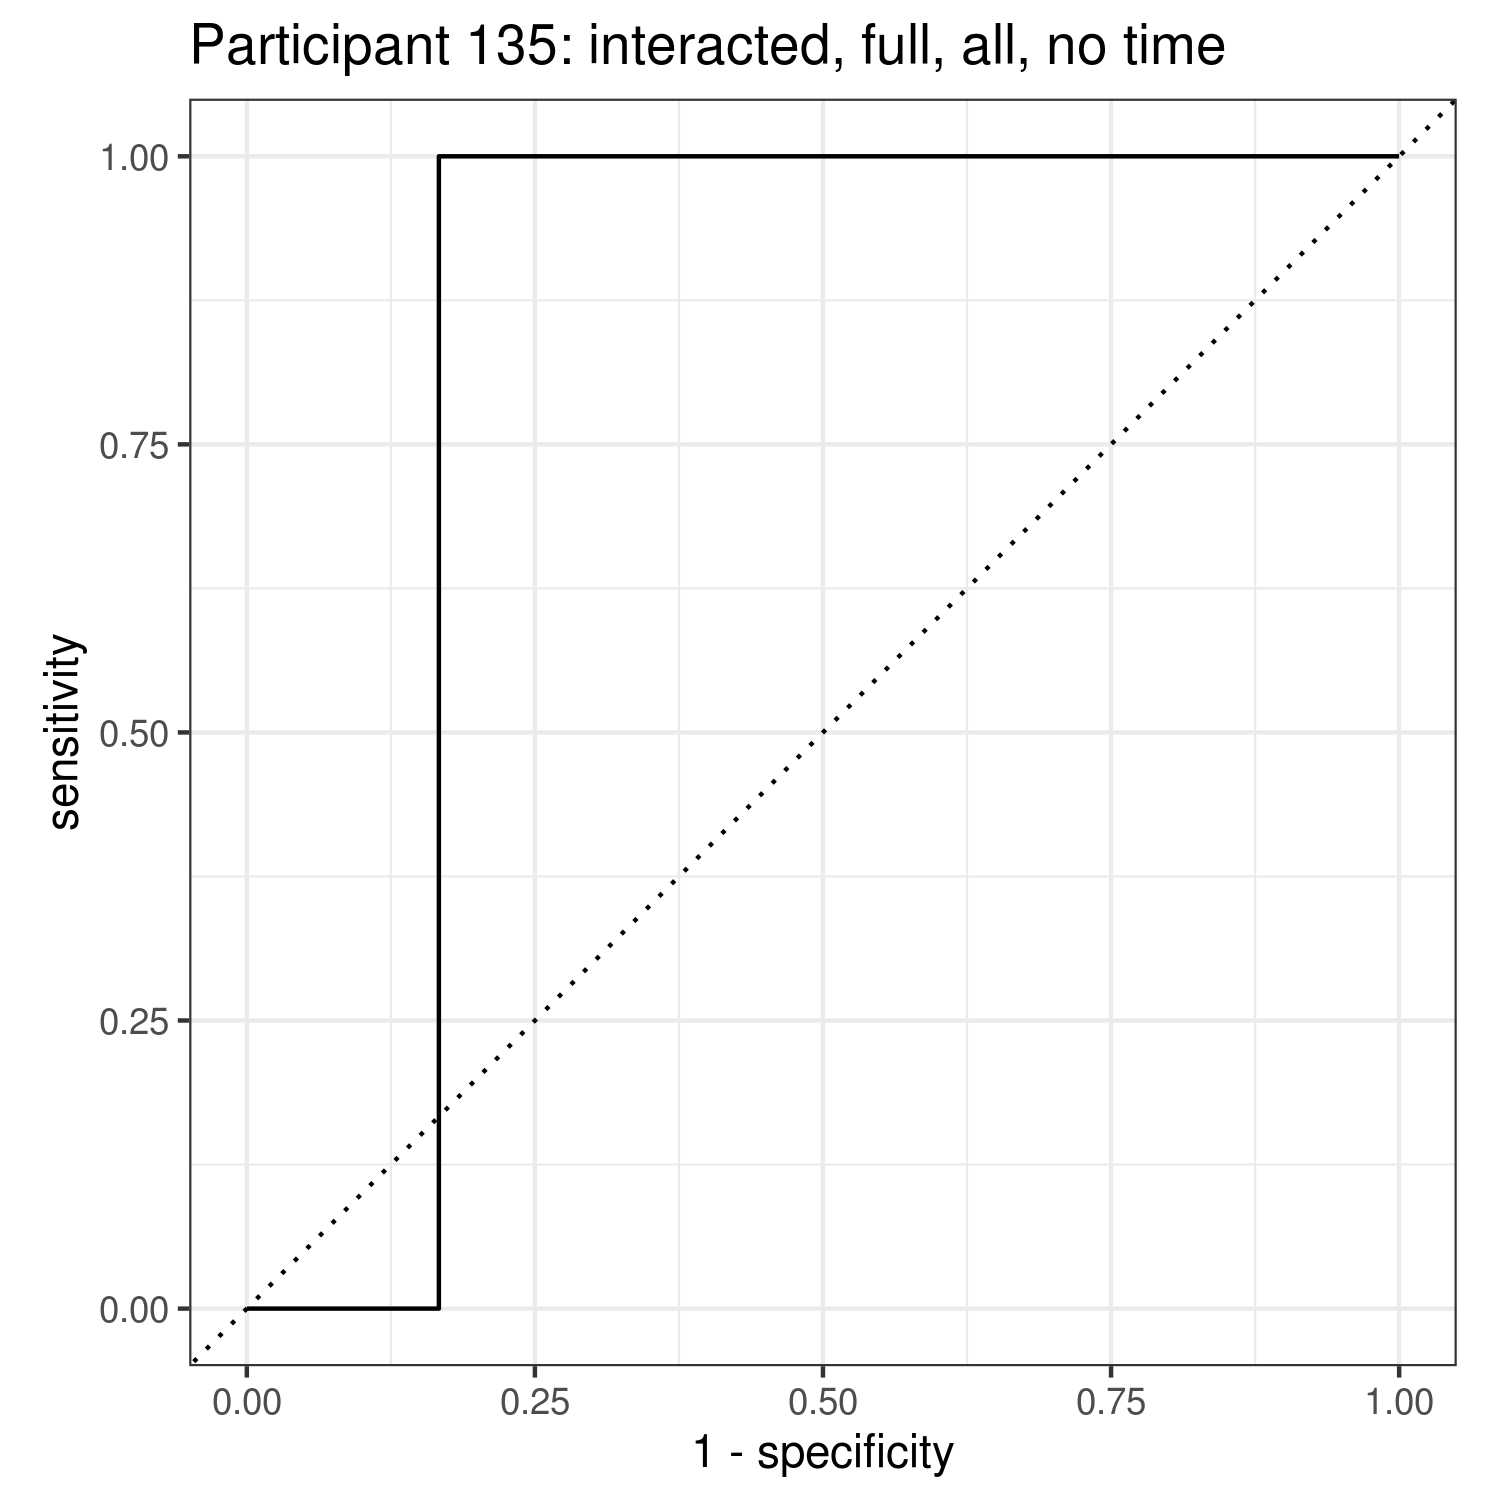 Participant 135: interacted, full, all, no time
1.00
0.75
0.50
0.25
0.00
sensitivity
0.00 0.25 0.50 0.75 1.00
1 - specificity